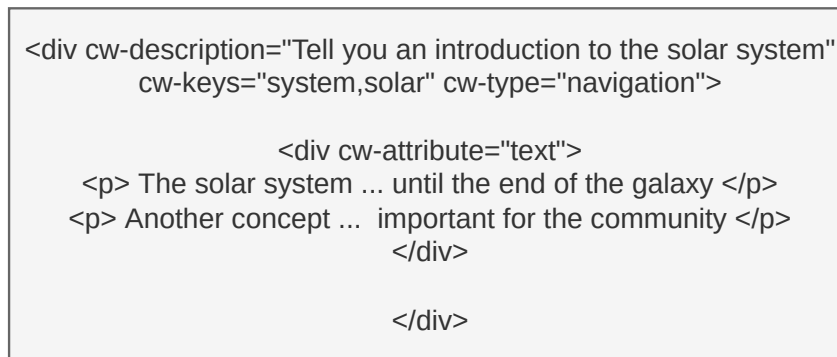 <div cw-description="Tell you an introduction to the solar system"
cw-keys="system,solar" cw-type="navigation">
<div cw-attribute="text">
<p> The solar system ... until the end of the galaxy </p>
<p> Another concept ...  important for the community </p>
</div>
</div>